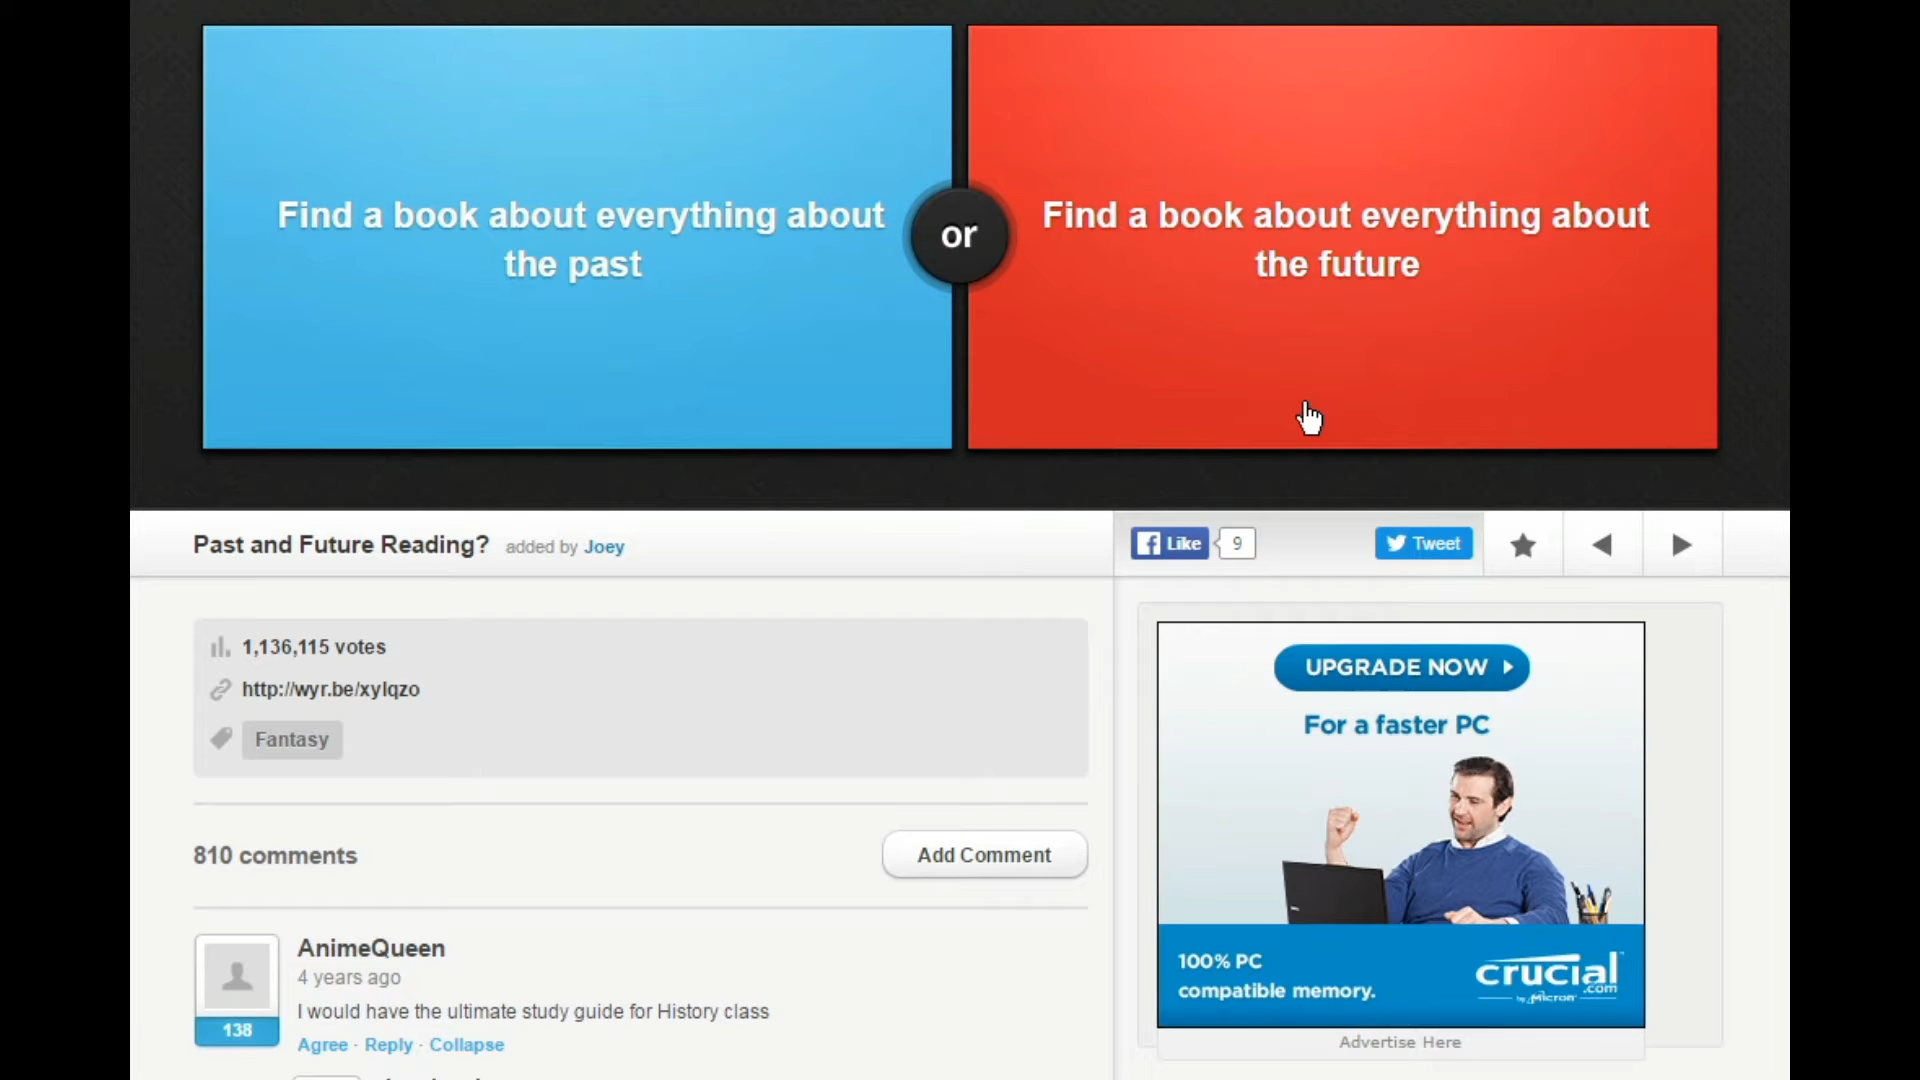 Find a book about everything about
the past
or
Find a book about everything about
the future
Past and Future Reading? added by Joey
Like 9
Tweet
1,136,115 votes
http://wyr.be/xylqzo
Fantasy
810 comments
Add Comment
AnimeQueen
4 years ago
I would have the ultimate study guide for History class
138
Agree · Reply · Collapse
UPGRADE NOW
For a faster PC
100% PC
compatible memory.
crucial
.com
by Micron
Advertise Here